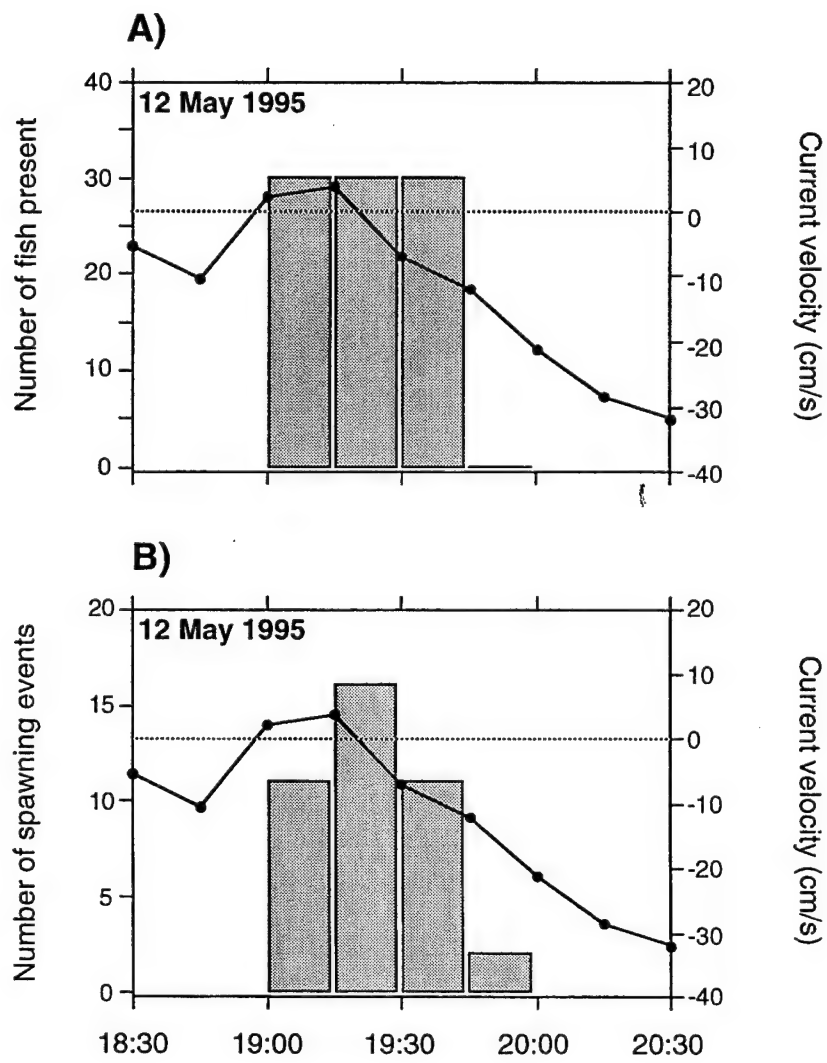 A)
12 May 1995
Number of fish present
40
30
20
10
0
Current velocity (cm/s)
20
10
0
-10
-20
-30
-40
B)
12 May 1995
Number of spawning events
20
15
10
5
0
Current velocity (cm/s)
20
10
0
-10
-20
-30
-40
18:30 19:00 19:30 20:00 20:30